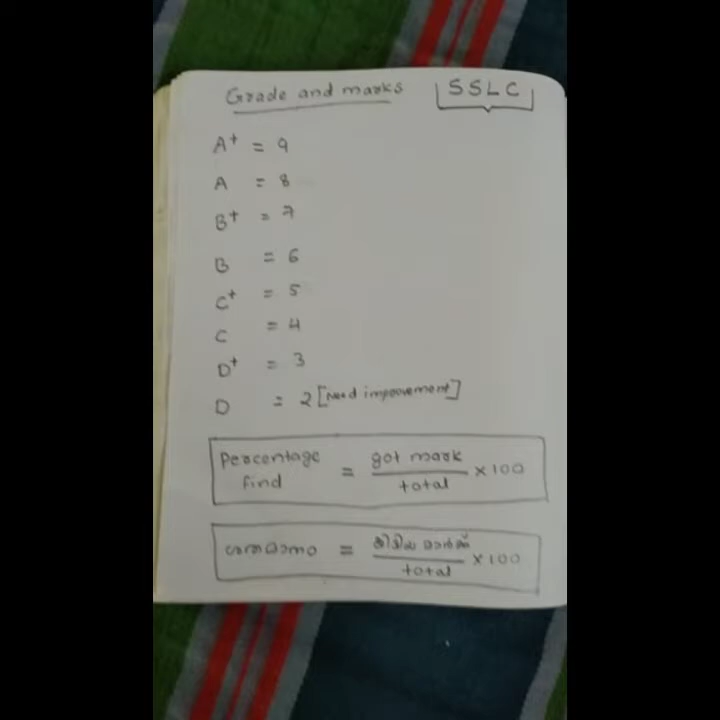 Grade and marks
SSLC
A+ = 9
A = 8
B+ = 7
B = 6
C+ = 5
C = 4
D+ = 3
D = 2 [Need improvement]
Percentage find = got mark / total × 100
ശതമാനം = കിട്ടിയ മാർക്ക് / total × 100